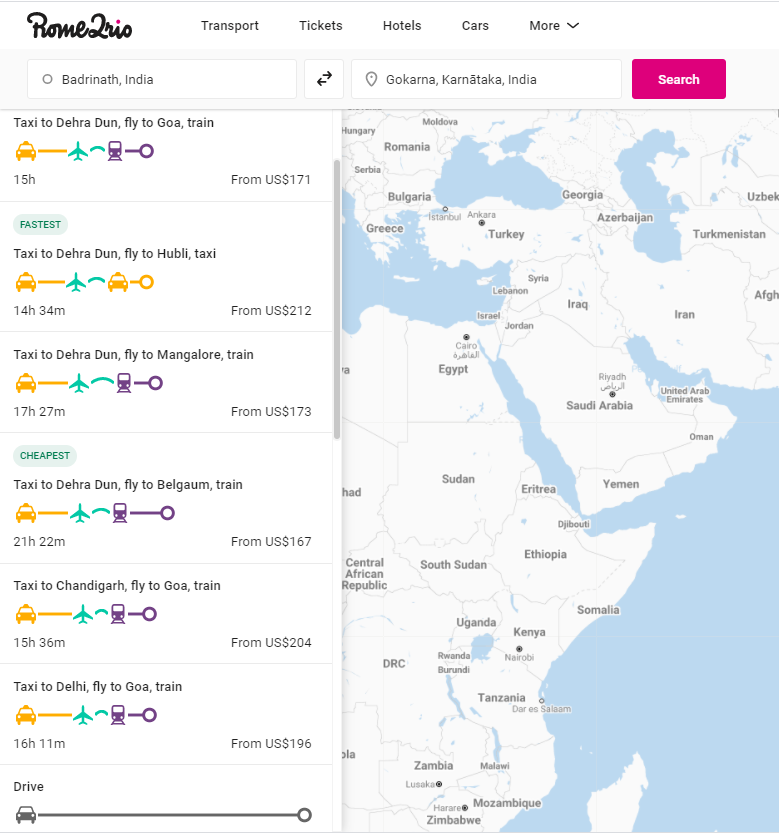 Rome2rio
Transport
Tickets
Hotels
Cars
More
Badrinath, India
Gokarna, Karnātaka, India
Search
Taxi to Dehra Dun, fly to Goa, train
15h
From US$171
FASTEST
Taxi to Dehra Dun, fly to Hubli, taxi
14h 34m
From US$212
Taxi to Dehra Dun, fly to Mangalore, train
17h 27m
From US$173
CHEAPEST
Taxi to Dehra Dun, fly to Belgaum, train
21h 22m
From US$167
Taxi to Chandigarh, fly to Goa, train
15h 36m
From US$204
Taxi to Delhi, fly to Goa, train
16h 11m
From US$196
Drive
Moldova
Hungary
Romania
Serbia
Bulgaria
Georgia
Uzbek
Istanbul
Ankara
Azerbaijan
Greece
Turkey
Turkmenistan
Syria
Lebanon
Afgh
Iraq
Israel
Iran
Jordan
Cairo
القاهرة
Egypt
Riyadh
الرياض
United Arab
Emirates
Saudi Arabia
Oman
Sudan
Yemen
Eritrea
had
Djibouti
Ethiopia
Central
African
Republic
South Sudan
Somalia
Uganda
Kenya
Nairobi
Rwanda
DRC
Burundi
Tanzania
Dar es Salaam
ola
Zambia
Malawi
Lusaka
Harare
Mozambique
Zimbabwe